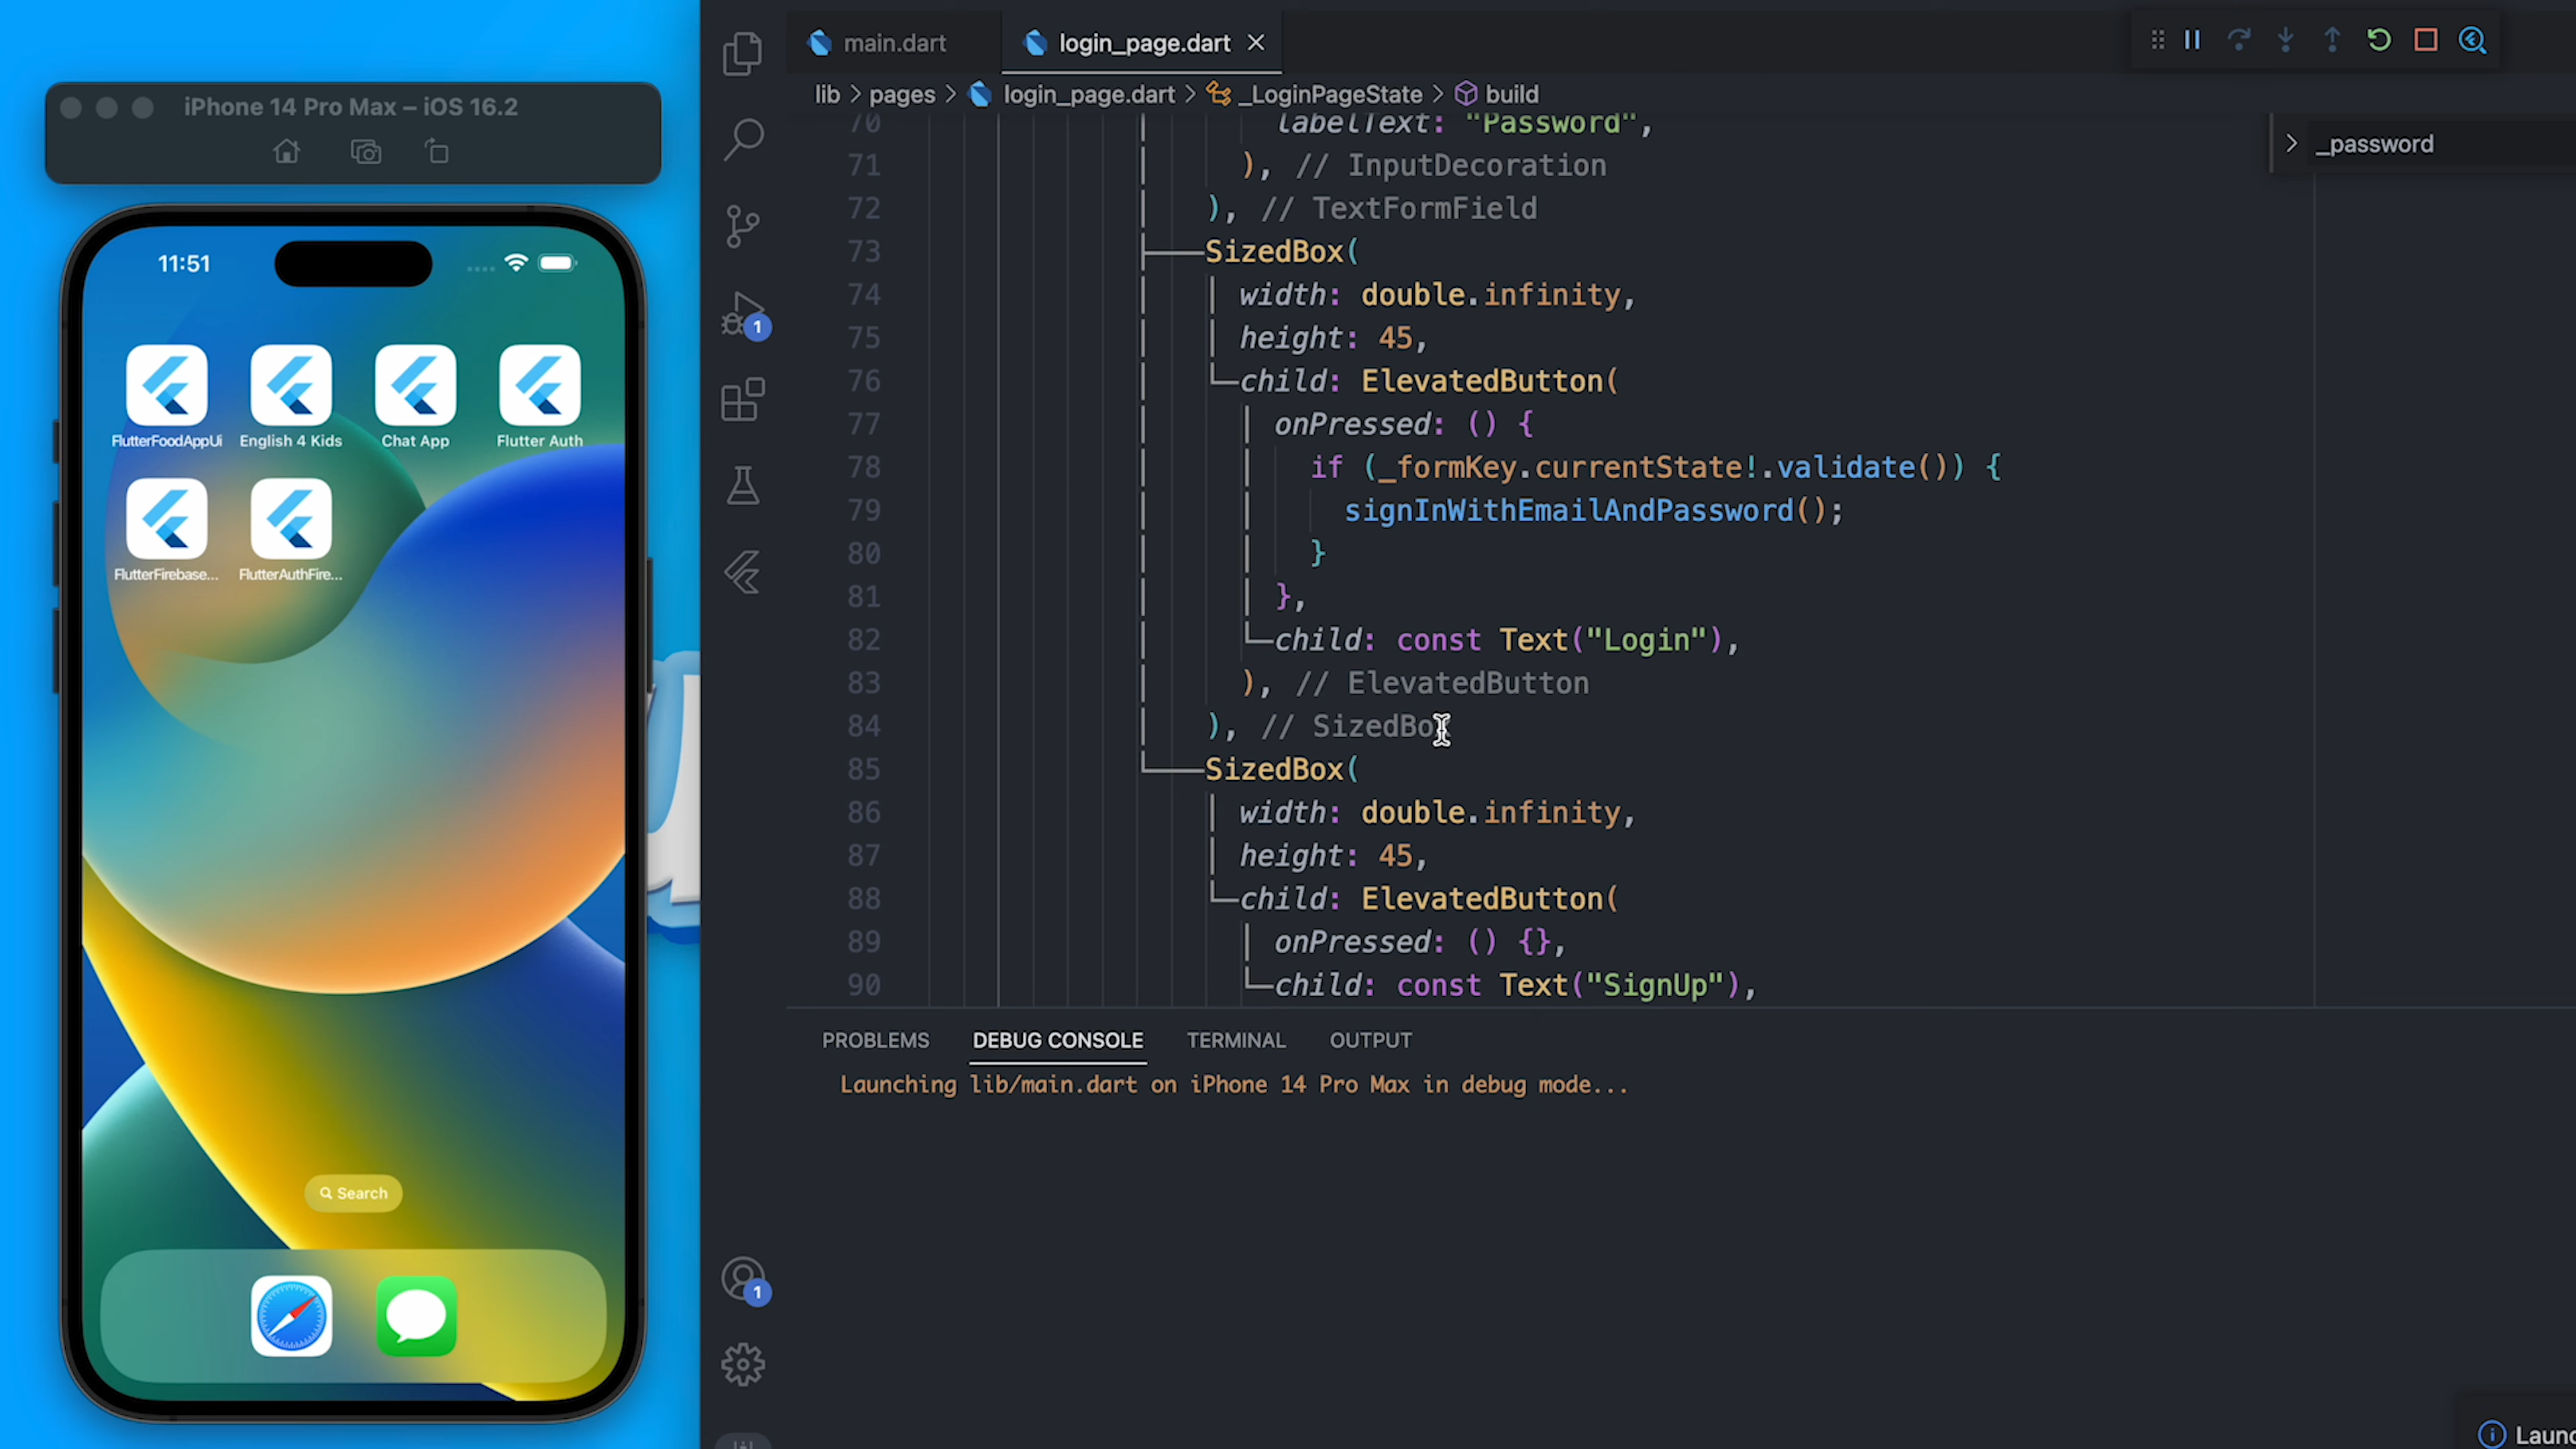 iPhone 14 Pro Max – iOS 16.2
11:51
FlutterFoodAppUi
English 4 Kids
Chat App
Flutter Auth
FlutterFirebase...
FlutterAuthFire...
Search
main.dart
login_page.dart
lib > pages > login_page.dart > _LoginPageState > build
_password
70 labelText: "Password",
71 ), // InputDecoration
72 ), // TextFormField
73 SizedBox(
74 width: double.infinity,
75 height: 45,
76 child: ElevatedButton(
77 onPressed: () {
78 if (_formKey.currentState!.validate()) {
79 signInWithEmailAndPassword();
80 }
81 },
82 child: const Text("Login"),
83 ), // ElevatedButton
84 ), // SizedBox
85 SizedBox(
86 width: double.infinity,
87 height: 45,
88 child: ElevatedButton(
89 onPressed: () {},
90 child: const Text("SignUp"),
1
1
PROBLEMS DEBUG CONSOLE TERMINAL OUTPUT
Launching lib/main.dart on iPhone 14 Pro Max in debug mode...